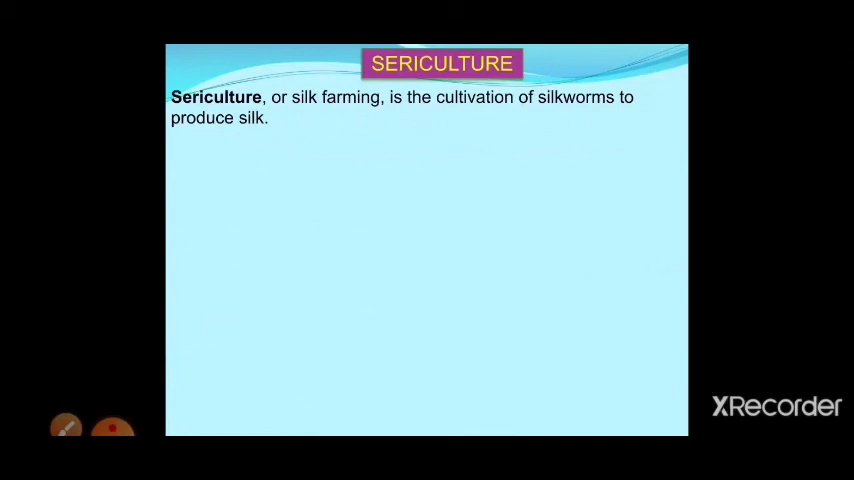 SERICULTURE
Sericulture, or silk farming, is the cultivation of silkworms to
produce silk.
XRecorder